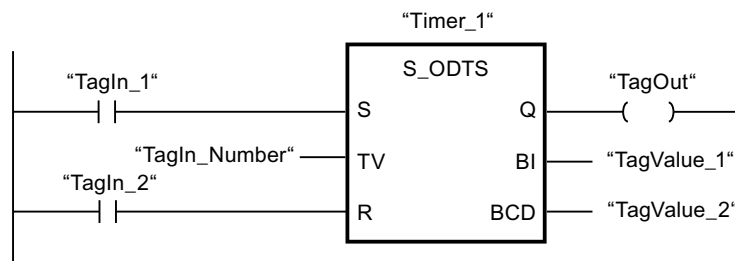 “Timer_1“
S_ODTS
“TagIn_1“
“TagOut“
S
Q
“TagIn_Number“
TV
BI
“TagValue_1“
“TagIn_2“
R
BCD
“TagValue_2“